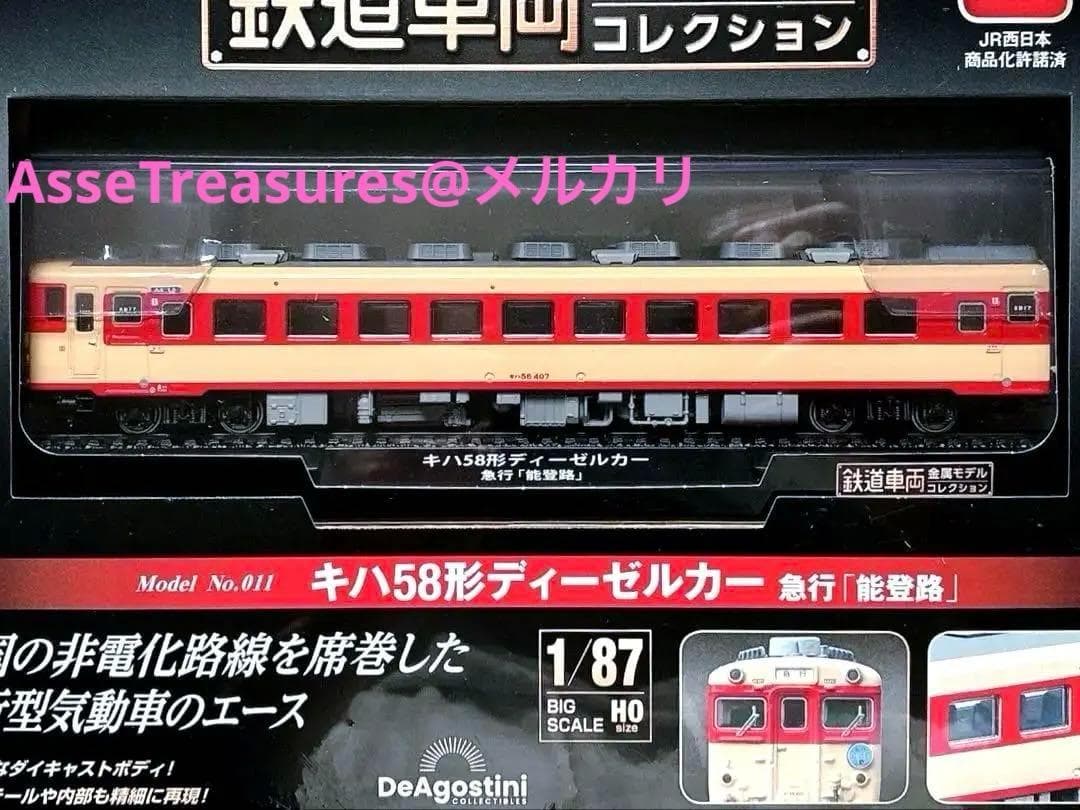 鉄道車両
コレクション
JR西日本
商品化許諾済
AsseTreasures@メルカリ
キハ58 407
キハ58形ディーゼルカー
急行「能登路」
鉄道車両 金属モデル
コレクション
Model No.011 キハ58形ディーゼルカー 急行「能登路」
の非電化路線を席巻した
型気動車のエース
なダイキャストボディ!
テールや内部も精細に再現!
1/87
BIG
SCALE
HO
size
急行
DeAgostini
COLLECTIBLES